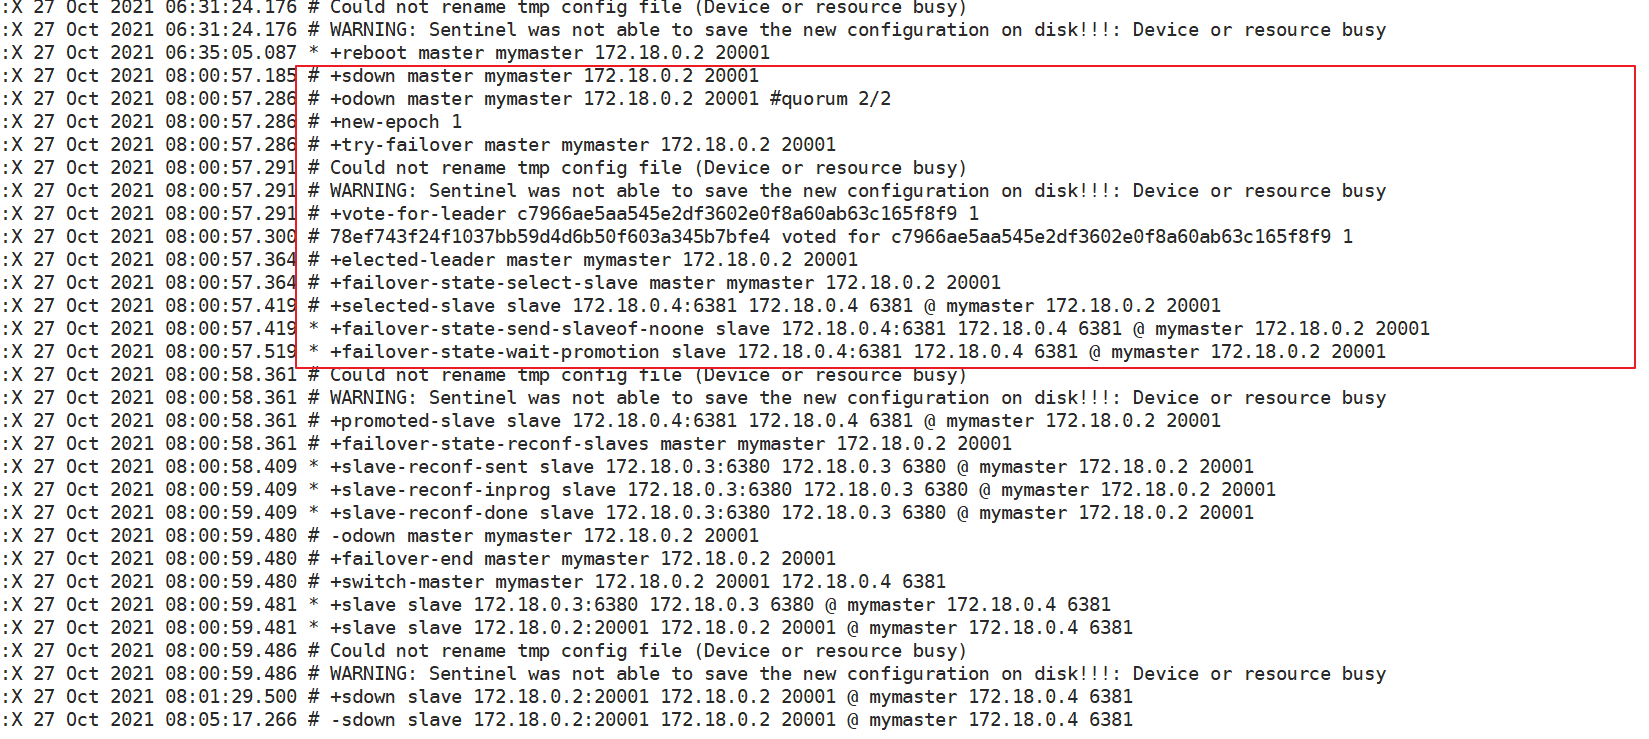 :X 27 Oct 2021 06:31:24.176 # Could not rename tmp config file (Device or resource busy)
:X 27 Oct 2021 06:31:24.176 # WARNING: Sentinel was not able to save the new configuration on disk!!!: Device or resource busy
:X 27 Oct 2021 06:35:05.087 * +reboot master mymaster 172.18.0.2 20001
:X 27 Oct 2021 08:00:57.185 # +sdown master mymaster 172.18.0.2 20001
:X 27 Oct 2021 08:00:57.286 # +odown master mymaster 172.18.0.2 20001 #quorum 2/2
:X 27 Oct 2021 08:00:57.286 # +new-epoch 1
:X 27 Oct 2021 08:00:57.286 # +try-failover master mymaster 172.18.0.2 20001
:X 27 Oct 2021 08:00:57.291 # Could not rename tmp config file (Device or resource busy)
:X 27 Oct 2021 08:00:57.291 # WARNING: Sentinel was not able to save the new configuration on disk!!!: Device or resource busy
:X 27 Oct 2021 08:00:57.291 # +vote-for-leader c7966ae5aa545e2df3602e0f8a60ab63c165f8f9 1
:X 27 Oct 2021 08:00:57.300 # 78ef743f24f1037bb59d4d6b50f603a345b7bfe4 voted for c7966ae5aa545e2df3602e0f8a60ab63c165f8f9 1
:X 27 Oct 2021 08:00:57.364 # +elected-leader master mymaster 172.18.0.2 20001
:X 27 Oct 2021 08:00:57.364 # +failover-state-select-slave master mymaster 172.18.0.2 20001
:X 27 Oct 2021 08:00:57.419 # +selected-slave slave 172.18.0.4:6381 172.18.0.4 6381 @ mymaster 172.18.0.2 20001
:X 27 Oct 2021 08:00:57.419 * +failover-state-send-slaveof-noone slave 172.18.0.4:6381 172.18.0.4 6381 @ mymaster 172.18.0.2 20001
:X 27 Oct 2021 08:00:57.519 * +failover-state-wait-promotion slave 172.18.0.4:6381 172.18.0.4 6381 @ mymaster 172.18.0.2 20001
:X 27 Oct 2021 08:00:58.361 # Could not rename tmp config file (Device or resource busy)
:X 27 Oct 2021 08:00:58.361 # WARNING: Sentinel was not able to save the new configuration on disk!!!: Device or resource busy
:X 27 Oct 2021 08:00:58.361 # +promoted-slave slave 172.18.0.4:6381 172.18.0.4 6381 @ mymaster 172.18.0.2 20001
:X 27 Oct 2021 08:00:58.361 # +failover-state-reconf-slaves master mymaster 172.18.0.2 20001
:X 27 Oct 2021 08:00:58.409 * +slave-reconf-sent slave 172.18.0.3:6380 172.18.0.3 6380 @ mymaster 172.18.0.2 20001
:X 27 Oct 2021 08:00:59.409 * +slave-reconf-inprog slave 172.18.0.3:6380 172.18.0.3 6380 @ mymaster 172.18.0.2 20001
:X 27 Oct 2021 08:00:59.409 * +slave-reconf-done slave 172.18.0.3:6380 172.18.0.3 6380 @ mymaster 172.18.0.2 20001
:X 27 Oct 2021 08:00:59.480 # -odown master mymaster 172.18.0.2 20001
:X 27 Oct 2021 08:00:59.480 # +failover-end master mymaster 172.18.0.2 20001
:X 27 Oct 2021 08:00:59.480 # +switch-master mymaster 172.18.0.2 20001 172.18.0.4 6381
:X 27 Oct 2021 08:00:59.481 * +slave slave 172.18.0.3:6380 172.18.0.3 6380 @ mymaster 172.18.0.4 6381
:X 27 Oct 2021 08:00:59.481 * +slave slave 172.18.0.2:20001 172.18.0.2 20001 @ mymaster 172.18.0.4 6381
:X 27 Oct 2021 08:00:59.486 # Could not rename tmp config file (Device or resource busy)
:X 27 Oct 2021 08:00:59.486 # WARNING: Sentinel was not able to save the new configuration on disk!!!: Device or resource busy
:X 27 Oct 2021 08:01:29.500 # +sdown slave 172.18.0.2:20001 172.18.0.2 20001 @ mymaster 172.18.0.4 6381
:X 27 Oct 2021 08:05:17.266 # -sdown slave 172.18.0.2:20001 172.18.0.2 20001 @ mymaster 172.18.0.4 6381